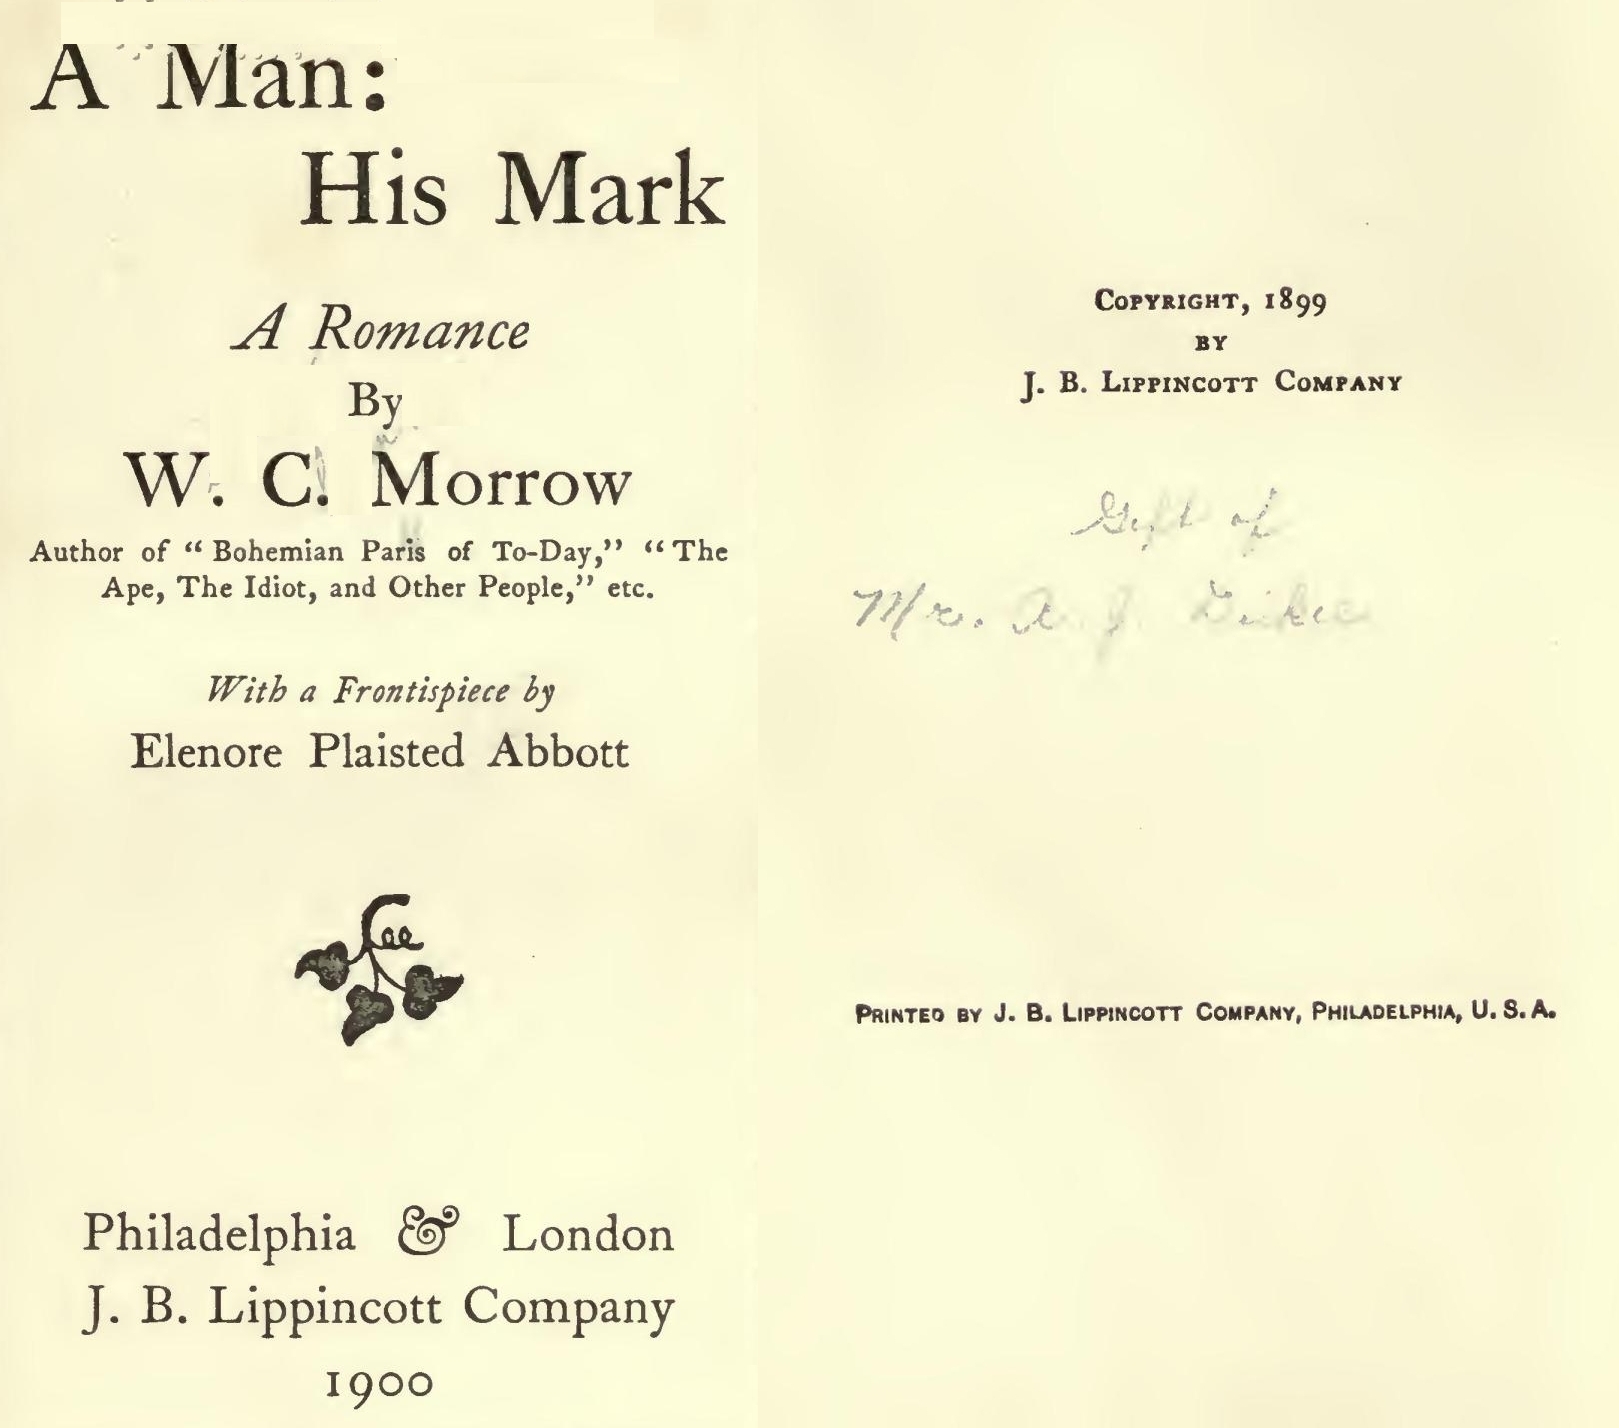 A Man:
His Mark
A Romance
By
W. C. Morrow
Author of “ Bohemian Paris of To-Day,” “ The
Ape, The Idiot, and Other People,” etc.
With a Frontispiece by
Elenore Plaisted Abbott
Philadelphia & London
J. B. Lippincott Company
1900
Copyright, 1899
by
J. B. Lippincott Company
Gift of
Mrs. A. J.
Printed by J. B. Lippincott Company, Philadelphia, U. S. A.